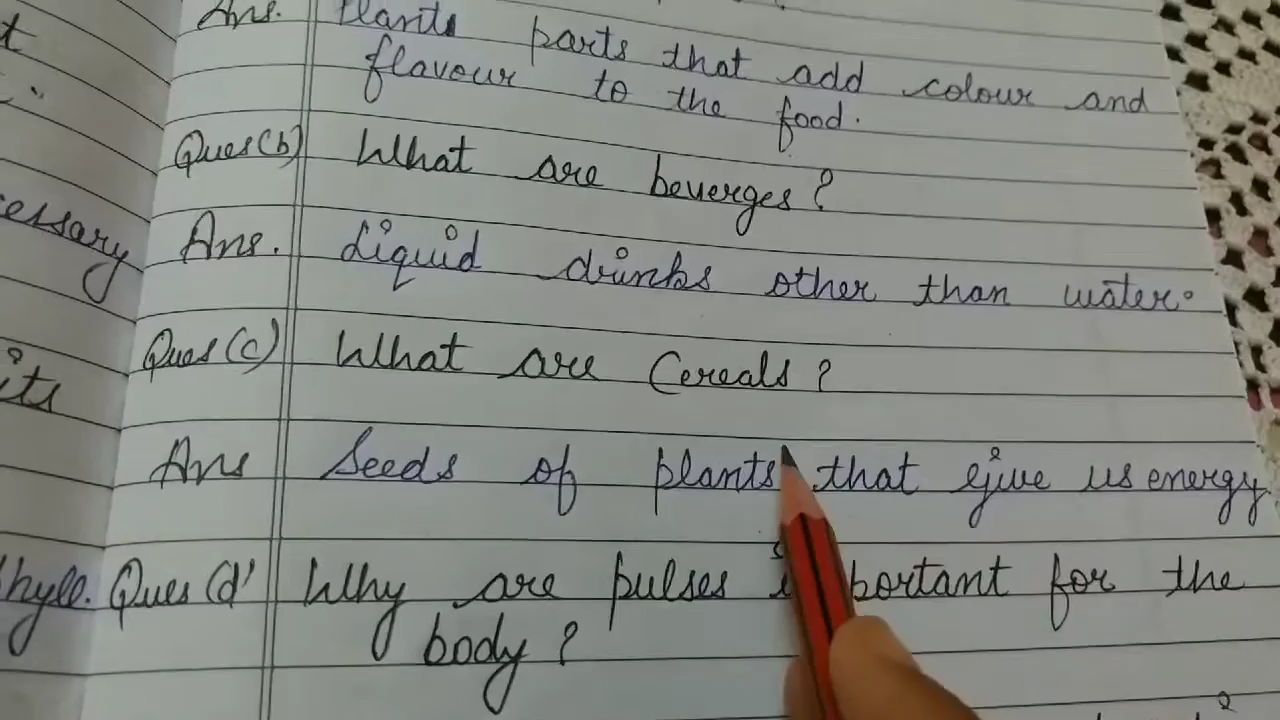 Ans. Plants parts that add colour and
flavour to the food.
Ques(b) What are beverges?
Ans. Liquid drinks other than water.
Ques(c) What are Cereals?
Ans Seeds of plants that give us energy
Ques(d) Why are pulses important for the
body?